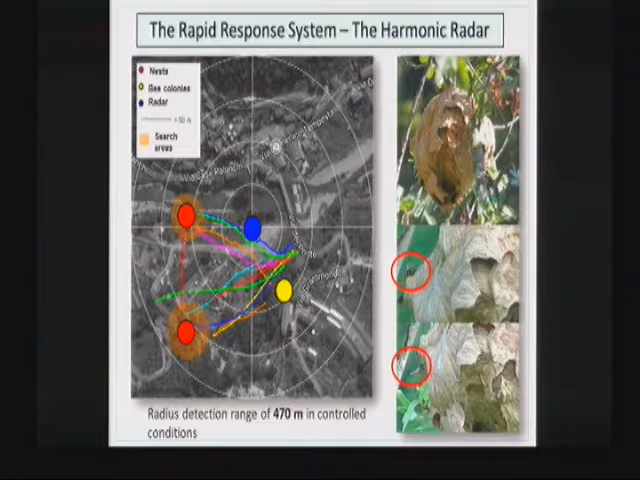 The Rapid Response System – The Harmonic Radar
Nests
Bee colonies
Radar
Search
areas
Radius detection range of 470 m in controlled
conditions